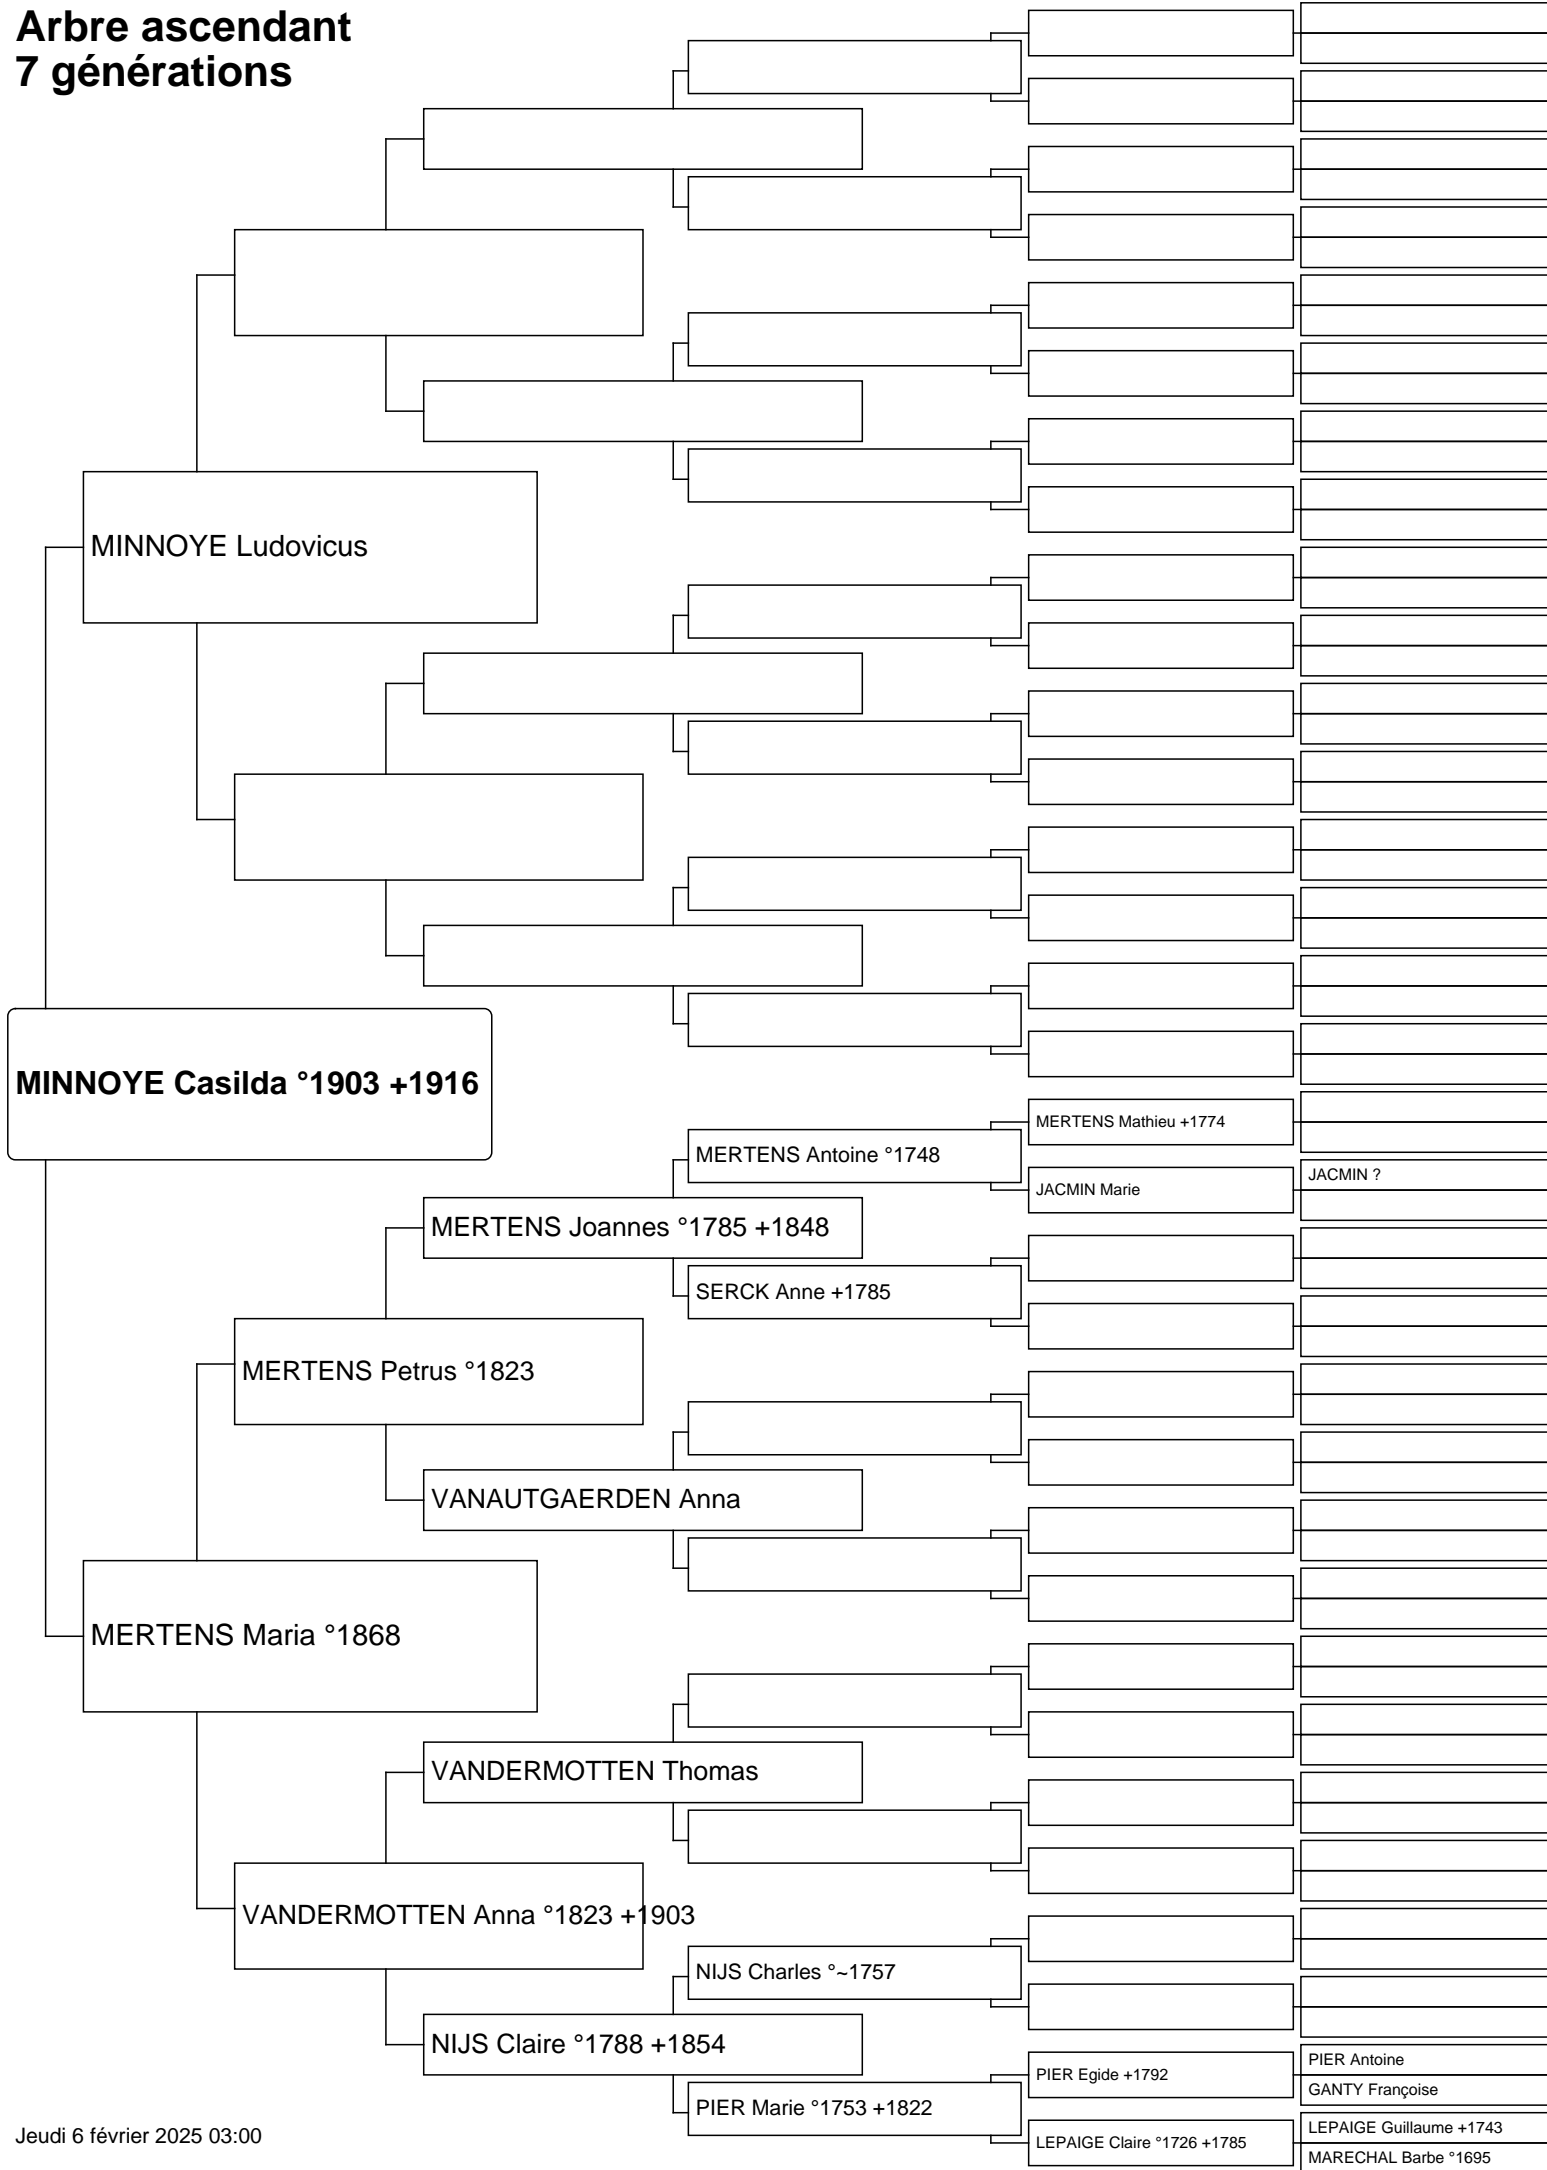 Arbre ascendant
7 générations
MINNOYE Ludovicus
MINNOYE Casilda °1903 +1916
MERTENS Mathieu +1774
MERTENS Antoine °1748
JACMIN ?
JACMIN Marie
MERTENS Joannes °1785 +1848
SERCK Anne +1785
MERTENS Petrus °1823
VANAUTGAERDEN Anna
MERTENS Maria °1868
VANDERMOTTEN Thomas
VANDERMOTTEN Anna °1823 +1903
NIJS Charles °~1757
NIJS Claire °1788 +1854
PIER Antoine
PIER Egide +1792
GANTY Françoise
PIER Marie °1753 +1822
LEPAIGE Guillaume +1743
LEPAIGE Claire °1726 +1785
MARECHAL Barbe °1695
Jeudi 6 février 2025 03:00